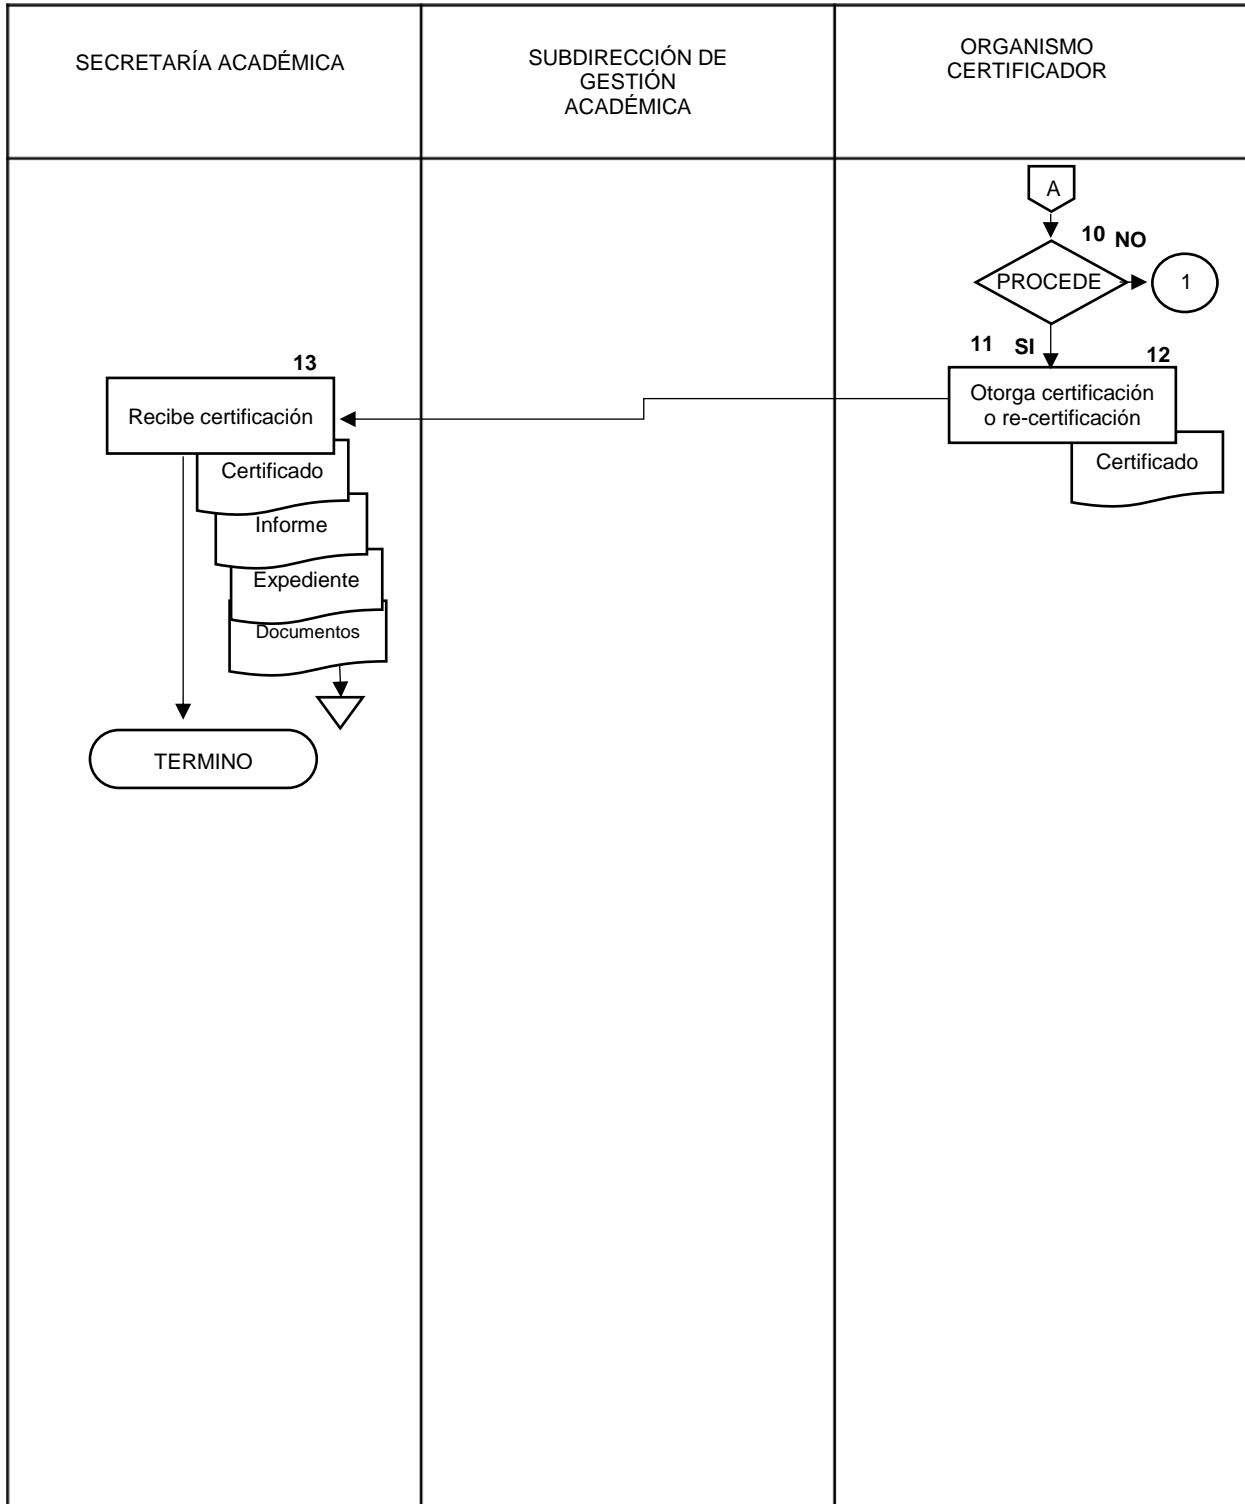 SECRETARÍA ACADÉMICA
SUBDIRECCIÓN DE
GESTIÓN
ACADÉMICA
ORGANISMO
CERTIFICADOR
A
10 NO
PROCEDE
1
11 SI
12
Otorga certificación
o re-certificación
Certificado
13
Recibe certificación
Certificado
Informe
Expediente
Documentos
TERMINO